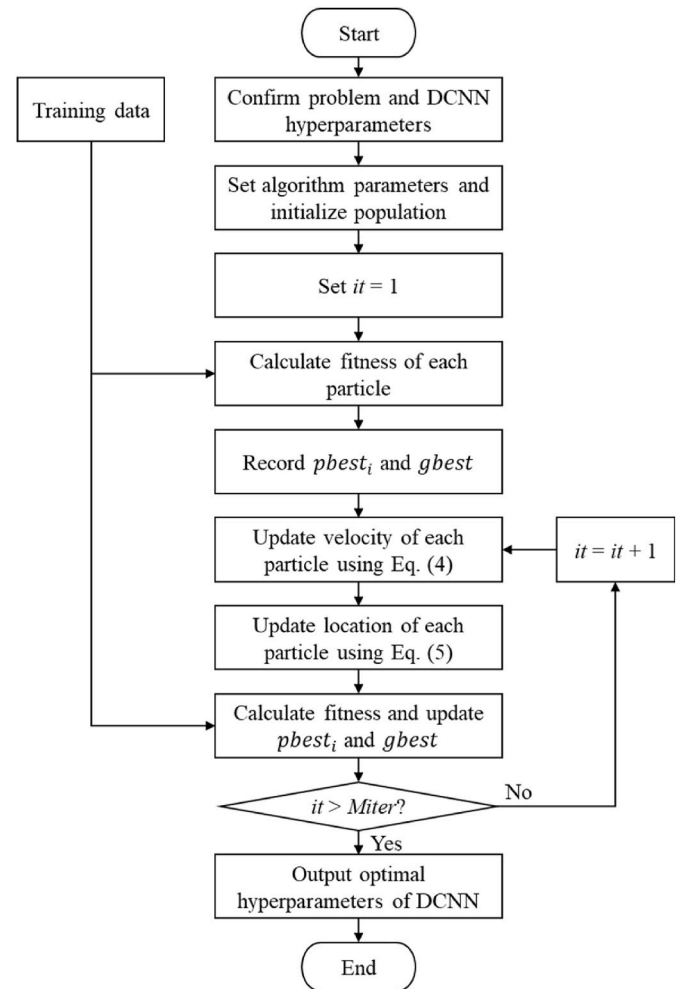 Start
Training data
Confirm problem and DCNN
hyperparameters
Set algorithm parameters and
initialize population
Set it = 1
Calculate fitness of each
particle
Record pbestᵢ and gbest
Update velocity of each
particle using Eq. (4)
it = it + 1
Update location of each
particle using Eq. (5)
Calculate fitness and update
pbestᵢ and gbest
it > Miter?
No
Yes
Output optimal
hyperparameters of DCNN
End